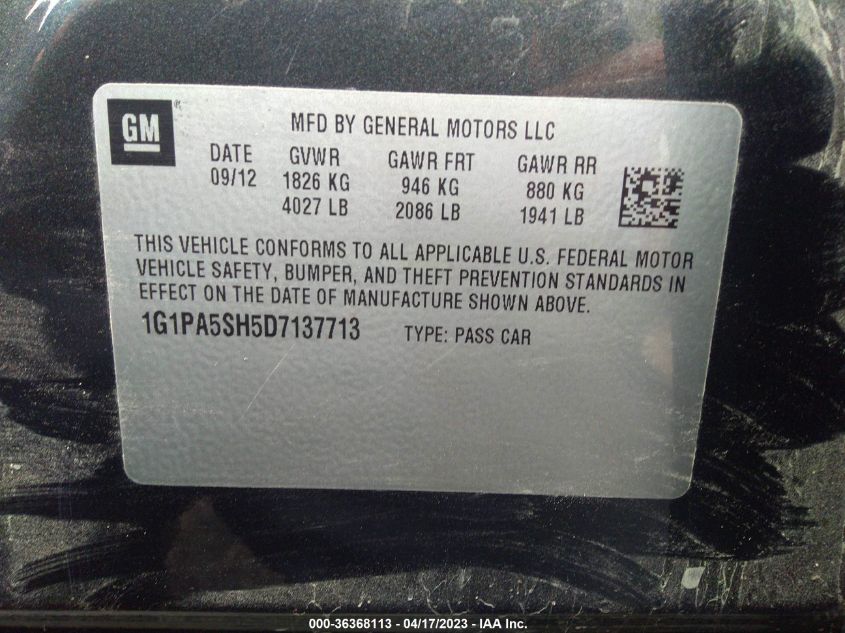 GM
MFD BY GENERAL MOTORS LLC
DATE GVWR GAWR FRT GAWR RR
09/12 1826 KG 946 KG 880 KG
4027 LB 2086 LB 1941 LB
THIS VEHICLE CONFORMS TO ALL APPLICABLE U.S. FEDERAL MOTOR
VEHICLE SAFETY, BUMPER, AND THEFT PREVENTION STANDARDS IN
EFFECT ON THE DATE OF MANUFACTURE SHOWN ABOVE.
1G1PA5SH5D7137713 TYPE: PASS CAR
000-36368113 - 04/17/2023 - IAA Inc.